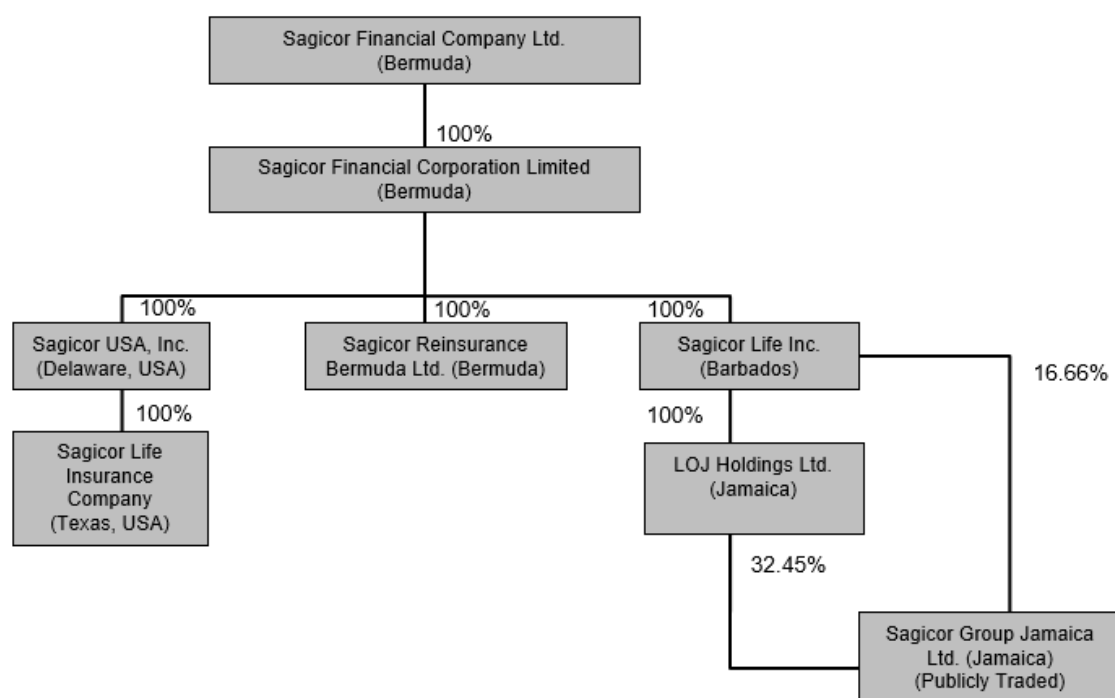 Sagicor Financial Company Ltd.
(Bermuda)
100%
Sagicor Financial Corporation Limited
(Bermuda)
100%
100%
100%
Sagicor USA, Inc.
(Delaware, USA)
Sagicor Reinsurance
Bermuda Ltd. (Bermuda)
Sagicor Life Inc.
(Barbados)
16.66%
100%
100%
Sagicor Life
Insurance
Company
(Texas, USA)
LOJ Holdings Ltd.
(Jamaica)
32.45%
Sagicor Group Jamaica
Ltd. (Jamaica)
(Publicly Traded)